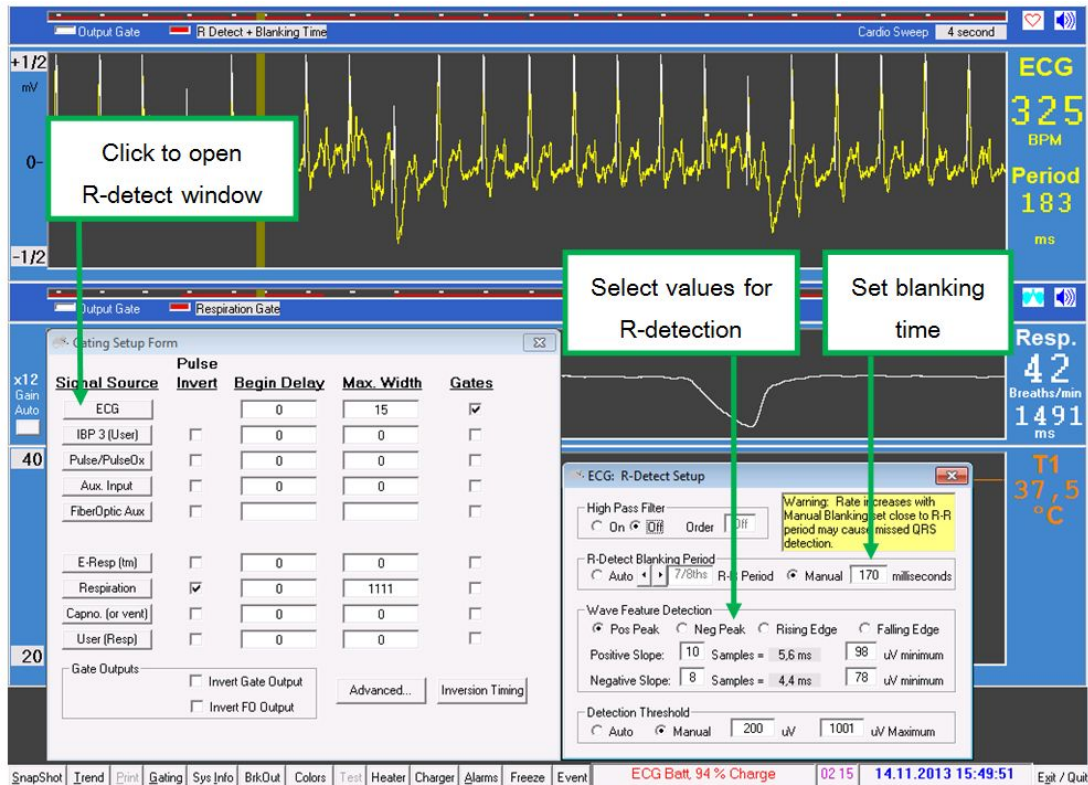 Output Gate R Detect + Blanking Time Cardio Sweep 4 second
+1/2
mV
0-
-1/2
ECG
325
BPM
Period
183
ms
Click to open
R-detect window
Select values for
R-detection
Set blanking
time
Output Gate Respiration Gate
x12
Gain
Auto
40
20
Resp.
42
Breaths/min
1491
ms
T1
37,5
°C
Gating Setup Form
Pulse
Signal Source Invert Begin Delay Max. Width Gates
ECG 0 15
IBP 3 (User) 0 0
Pulse/PulseOx 0 0
Aux. Input 0 0
FiberOptic Aux
E-Resp (tm) 0 0
Respiration 0 1111
Capno. (or vent) 0 0
User (Resp) 0 0
Gate Outputs
Invert Gate Output
Invert FO Output
Advanced... Inversion Timing
ECG: R-Detect Setup
High Pass Filter
On Off Order Off
Warning: Rate increases with
Manual Blanking set close to R-R
period may cause missed QRS
detection.
R-Detect Blanking Period
Auto 7/8ths R-R Period Manual 170 milliseconds
Wave Feature Detection
Pos Peak Neg Peak Rising Edge Falling Edge
Positive Slope: 10 Samples = 5,6 ms 98 uV minimum
Negative Slope: 8 Samples = 4,4 ms 78 uV minimum
Detection Threshold
Auto Manual 200 uV 1001 uV Maximum
SnapShot Trend Print Gating Sys Info BrkOut Colors Test Heater Charger Alarms Freeze Event ECG Batt, 94 % Charge 02 15 14.11.2013 15:49:51 Exit / Quit